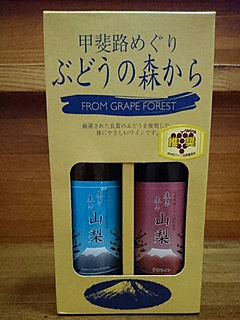 甲斐路めぐり
ぶどうの森から
FROM GRAPE FOREST
厳選された良質のぶどうを使用した
体にやさしいワインです。
推奨
山梨
山梨